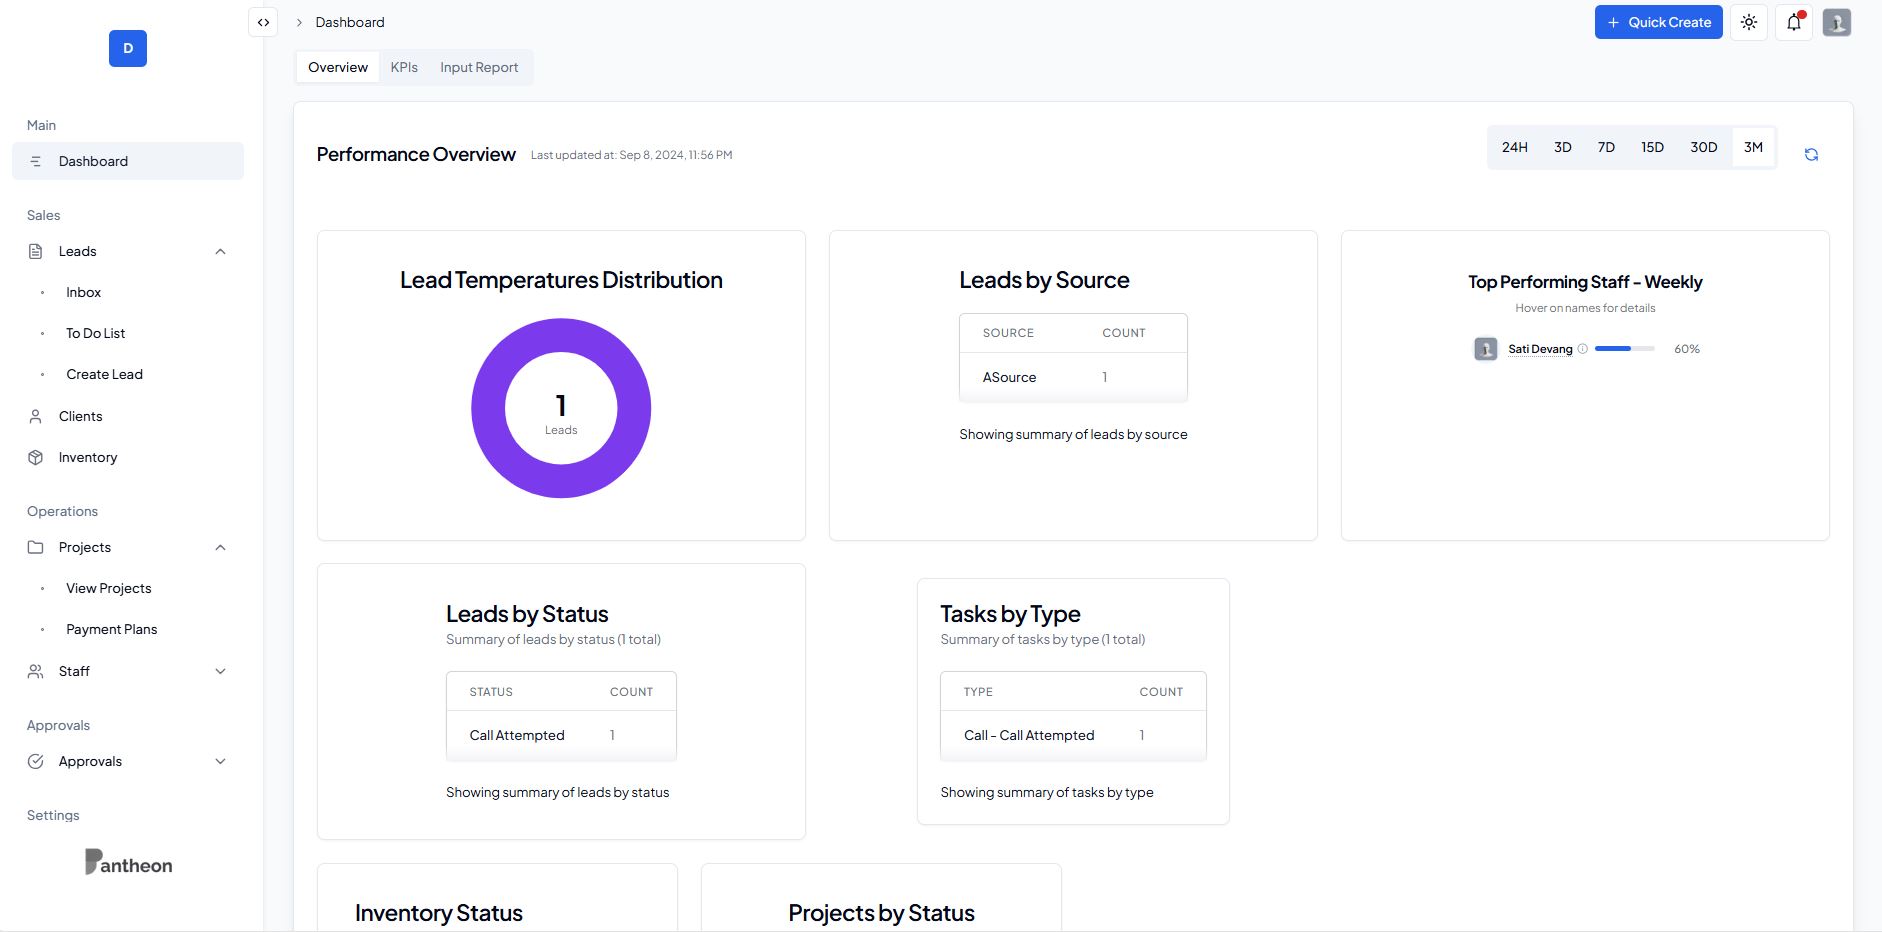 D
Main
Dashboard
Sales
Leads
Inbox
To Do List
Create Lead
Clients
Inventory
Operations
Projects
View Projects
Payment Plans
Staff
Approvals
Approvals
Settings
Pantheon
Dashboard
Quick Create
Overview KPIs Input Report
Performance Overview Last updated at: Sep 8, 2024, 11:56 PM
24H 3D 7D 15D 30D 3M
Lead Temperatures Distribution
1
Leads
Leads by Source
SOURCE COUNT
ASource 1
Showing summary of leads by source
Top Performing Staff - Weekly
Hover on names for details
Sati Devang 60%
Leads by Status
Summary of leads by status (1 total)
STATUS COUNT
Call Attempted 1
Showing summary of leads by status
Tasks by Type
Summary of tasks by type (1 total)
TYPE COUNT
Call - Call Attempted 1
Showing summary of tasks by type
Inventory Status
Projects by Status